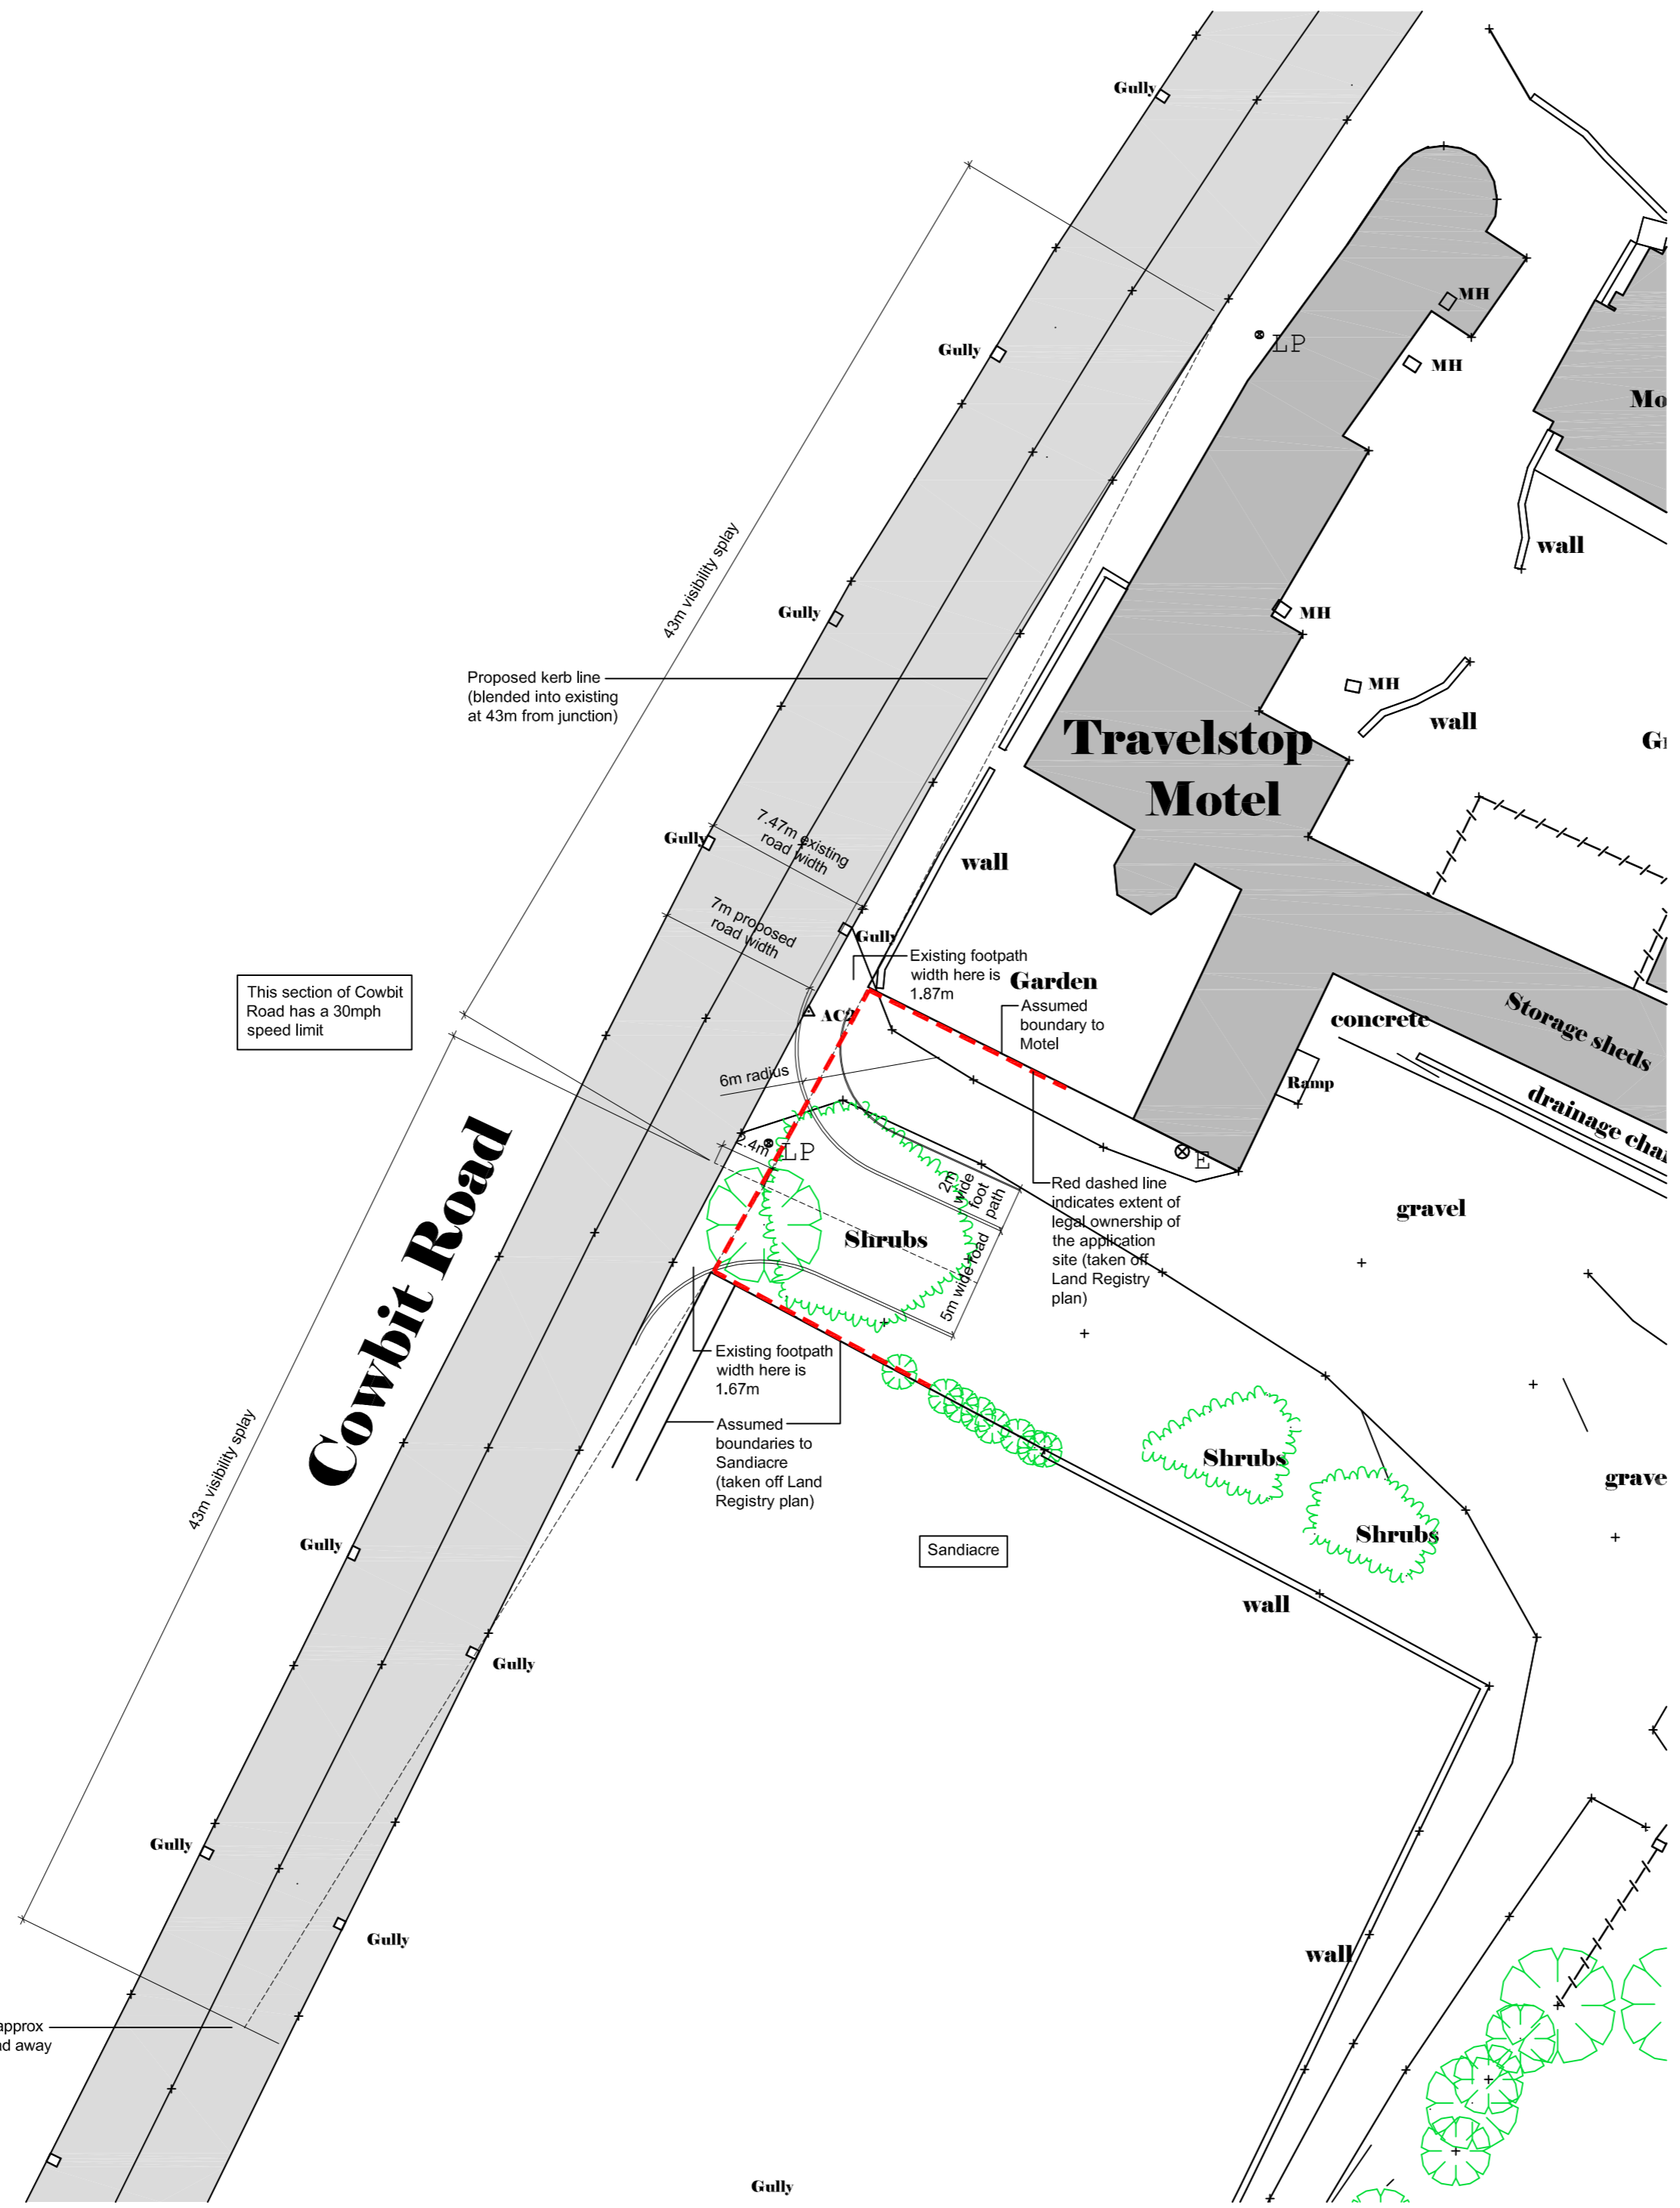 Gully
MH
LP
Gully
MH
Mo
wall
43m visibility splay
Gully
MH
Proposed kerb line
(blended into existing
at 43m from junction)
MH
wall
Travelstop
Motel
7.47m existing
road width
Gully
wall
7m proposed
road width
Gully
Existing footpath
width here is
1.87m
Garden
This section of Cowbit
Road has a 30mph
speed limit
AC2
Assumed
boundary to
Motel
concrete
Storage sheds
6m radius
Ramp
drainage cha
2.4m
LP
E
2m
wide
foot
path
Red dashed line
indicates extent of
legal ownership of
the application
site (taken off
Land Registry
plan)
gravel
Shrubs
5m wide road
Cowbit Road
Existing footpath
width here is
1.67m
Assumed
boundaries to
Sandiacre
(taken off Land
Registry plan)
43m visibility splay
Shrubs
grave
Shrubs
Gully
Sandiacre
wall
Gully
Gully
Gully
wall
approx
d away
Gully